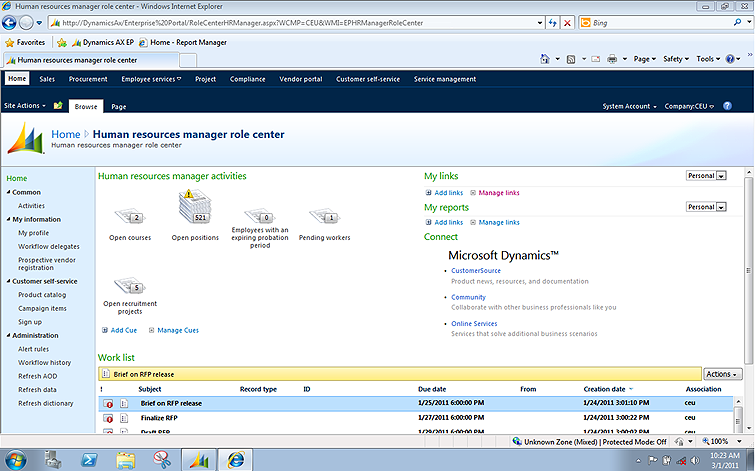 Human resources manager role center - Windows Internet Explorer
http://DynamicsAx/Enterprise%20Portal/RoleCenterHRManager.aspx?WCMP=CEU&WMI=EPHRManagerRoleCenter
Bing
Favorites Dynamics AX EP Home - Report Manager
Human resources manager role center
Page Safety Tools
Home Sales Procurement Employee services Project Compliance Vendor portal Customer self-service Service management
Site Actions Browse Page System Account Company:CEU
Home Human resources manager role center
Human resources manager role center
Home
Common
Activities
My information
My profile
Workflow delegates
Prospective vendor
registration
Customer self-service
Product catalog
Campaign items
Sign up
Administration
Alert rules
Workflow history
Refresh AOD
Refresh data
Refresh dictionary
Human resources manager activities
2
Open courses
521
Open positions
0
Employees with an
expiring probation
period
1
Pending workers
5
Open recruitment
projects
Add Cue Manage Cues
My links Personal
Add links Manage links
My reports Personal
Add links Manage links
Connect
Microsoft Dynamics™
CustomerSource
Product news, resources, and documentation
Community
Collaborate with other business professionals like you
Online Services
Services that solve additional business scenarios
Work list
Brief on RFP release Actions
! Subject Record type ID Due date From Creation date Association
Brief on RFP release 1/25/2011 6:00:00 PM 1/24/2011 3:01:10 PM ceu
Finalize RFP 1/27/2011 6:00:00 PM 1/24/2011 3:00:22 PM ceu
Draft RFP 1/29/2011 6:00:00 PM 1/24/2011 3:00:02 PM ceu
Unknown Zone (Mixed) | Protected Mode: Off 100%
10:23 AM
3/1/2011